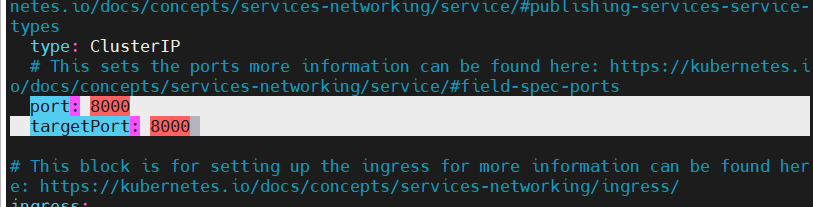 netes.io/docs/concepts/services-networking/service/#publishing-services-service-
types
type: ClusterIP
# This sets the ports more information can be found here: https://kubernetes.i
o/docs/concepts/services-networking/service/#field-spec-ports
port: 8000
targetPort: 8000
# This block is for setting up the ingress for more information can be found her
e: https://kubernetes.io/docs/concepts/services-networking/ingress/
ingress: